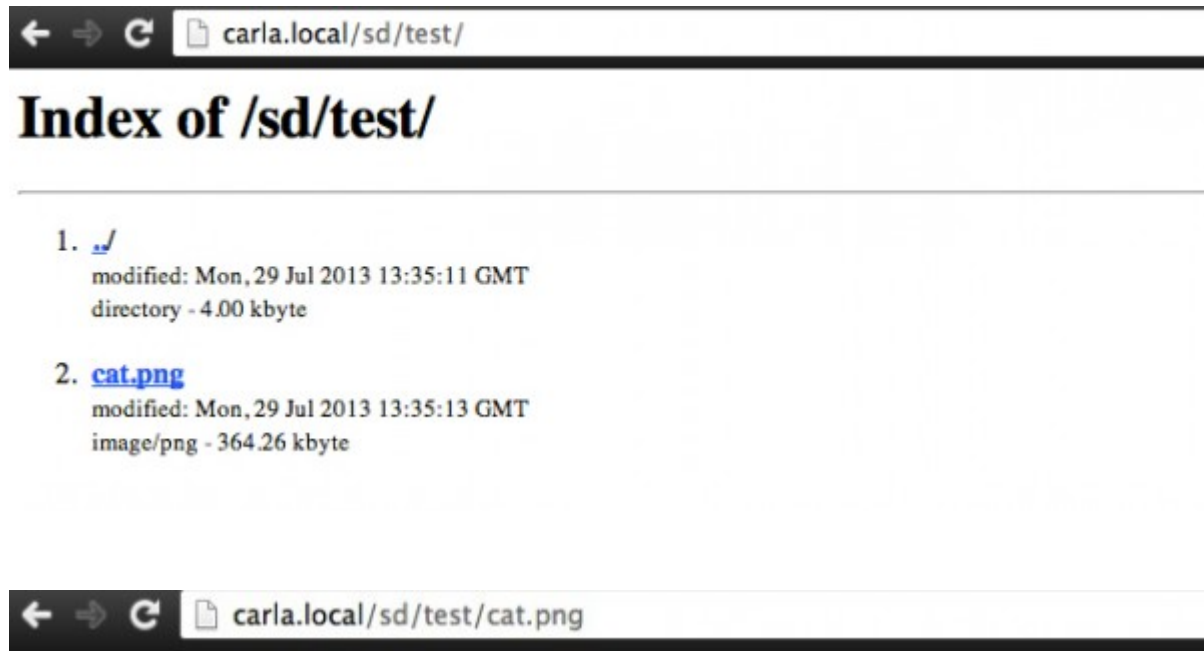 carla.local/sd/test/
Index of /sd/test/
1. ../
modified: Mon, 29 Jul 2013 13:35:11 GMT
directory - 4.00 kbyte
2. cat.png
modified: Mon, 29 Jul 2013 13:35:13 GMT
image/png - 364.26 kbyte
carla.local/sd/test/cat.png